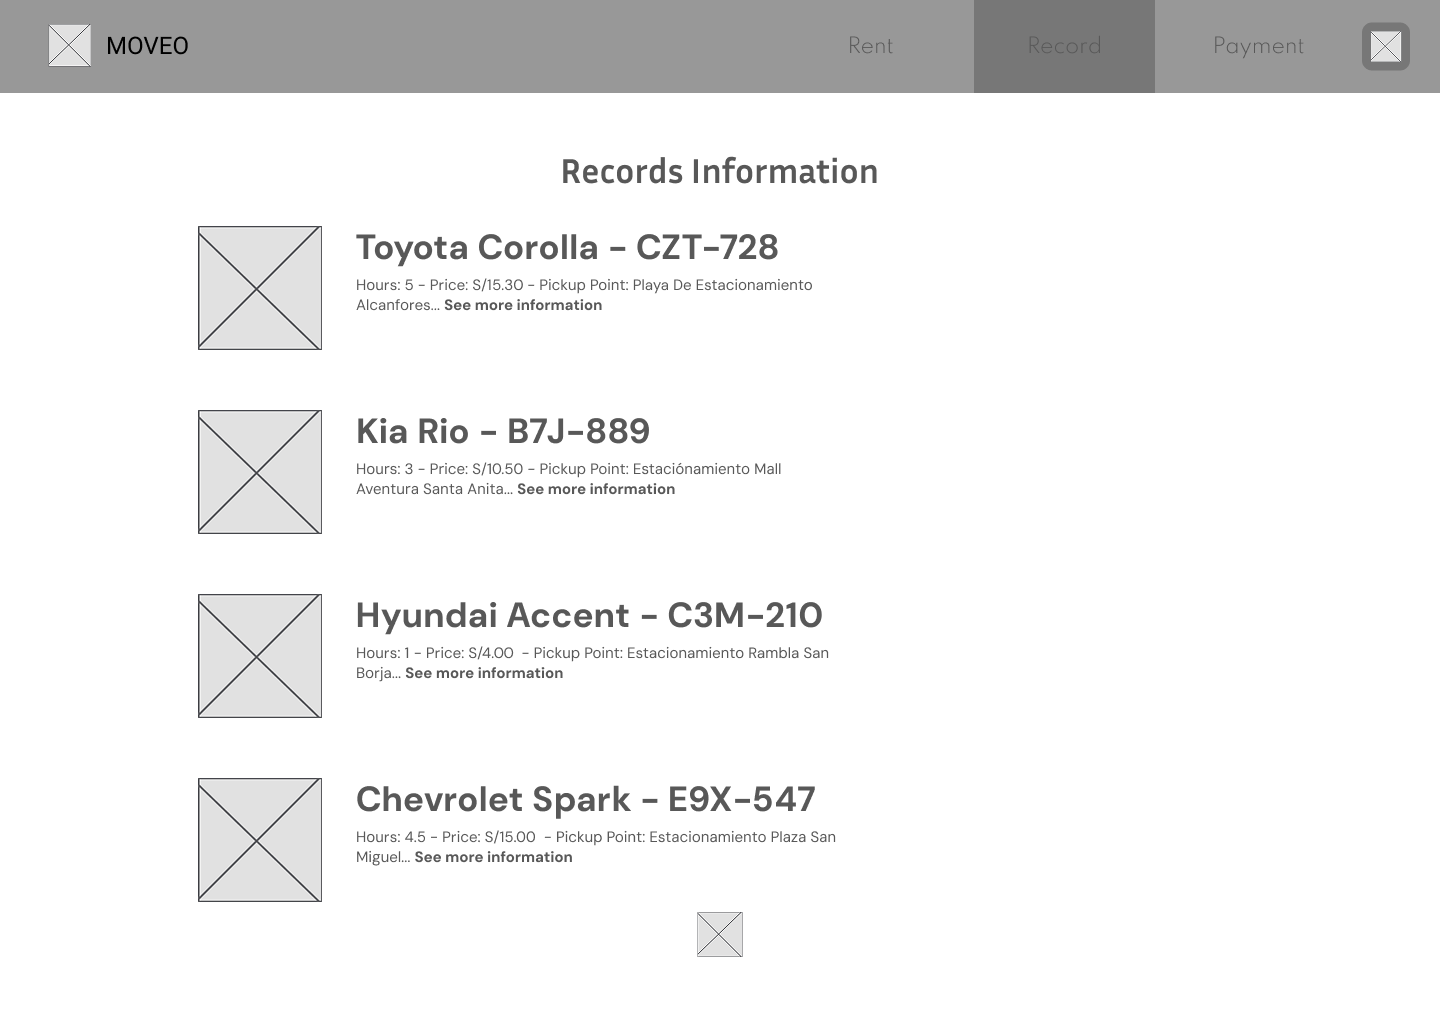 MOVEO
Rent
Record
Payment
Records Information
Toyota Corolla - CZT-728
Hours: 5 - Price: S/15.30 - Pickup Point: Playa De Estacionamiento
Alcanfores... See more information
Kia Rio - B7J-889
Hours: 3 - Price: S/10.50 - Pickup Point: Estaciónamiento Mall
Aventura Santa Anita... See more information
Hyundai Accent - C3M-210
Hours: 1 - Price: S/4.00  - Pickup Point: Estacionamiento Rambla San
Borja... See more information
Chevrolet Spark - E9X-547
Hours: 4.5 - Price: S/15.00  - Pickup Point: Estacionamiento Plaza San
Miguel... See more information